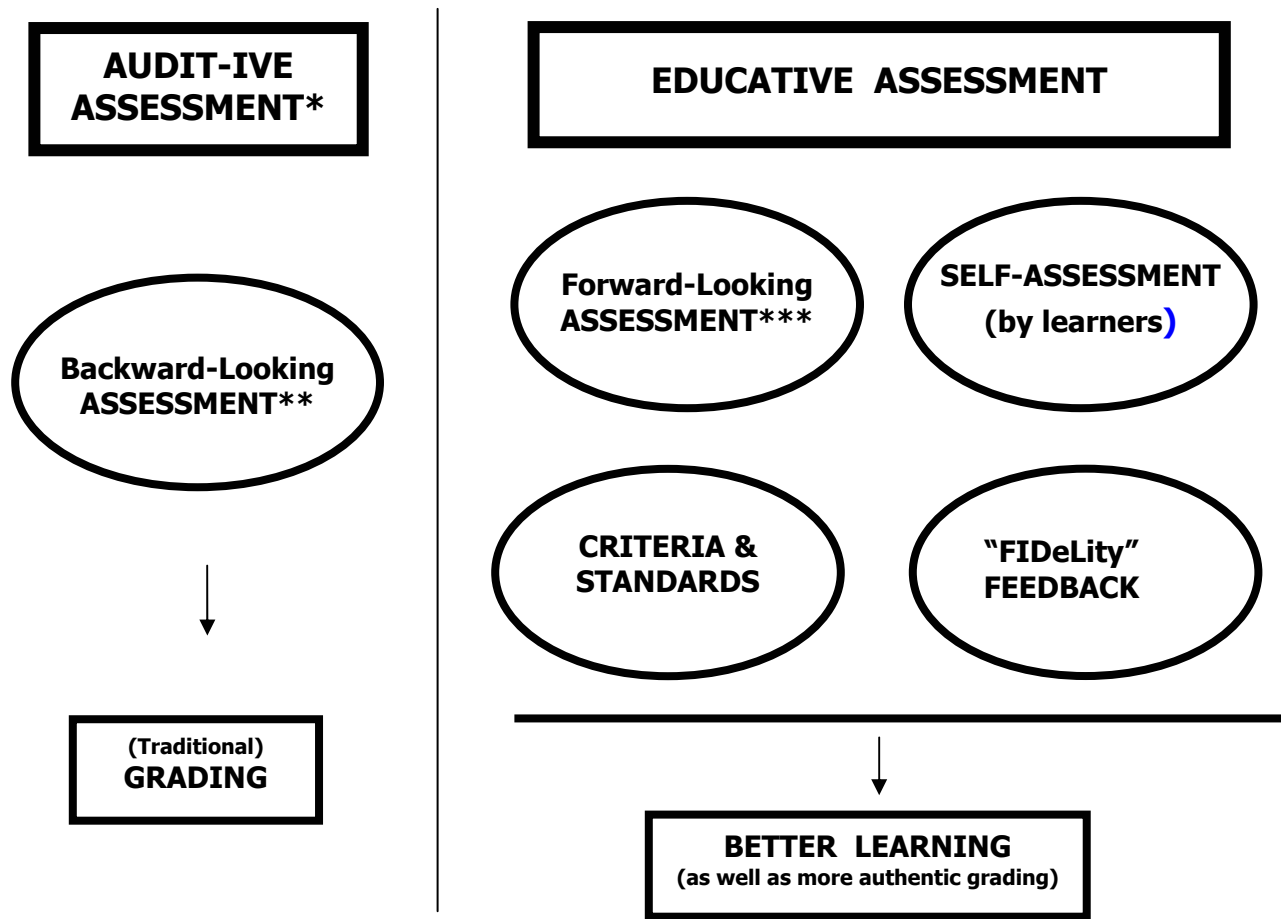 AUDIT-IVE
ASSESSMENT*
Backward-Looking
ASSESSMENT**
(Traditional)
GRADING
EDUCATIVE ASSESSMENT
Forward-Looking
ASSESSMENT***
SELF-ASSESSMENT
(by learners)
CRITERIA &
STANDARDS
“FIDeLity”
FEEDBACK
BETTER LEARNING
(as well as more authentic grading)